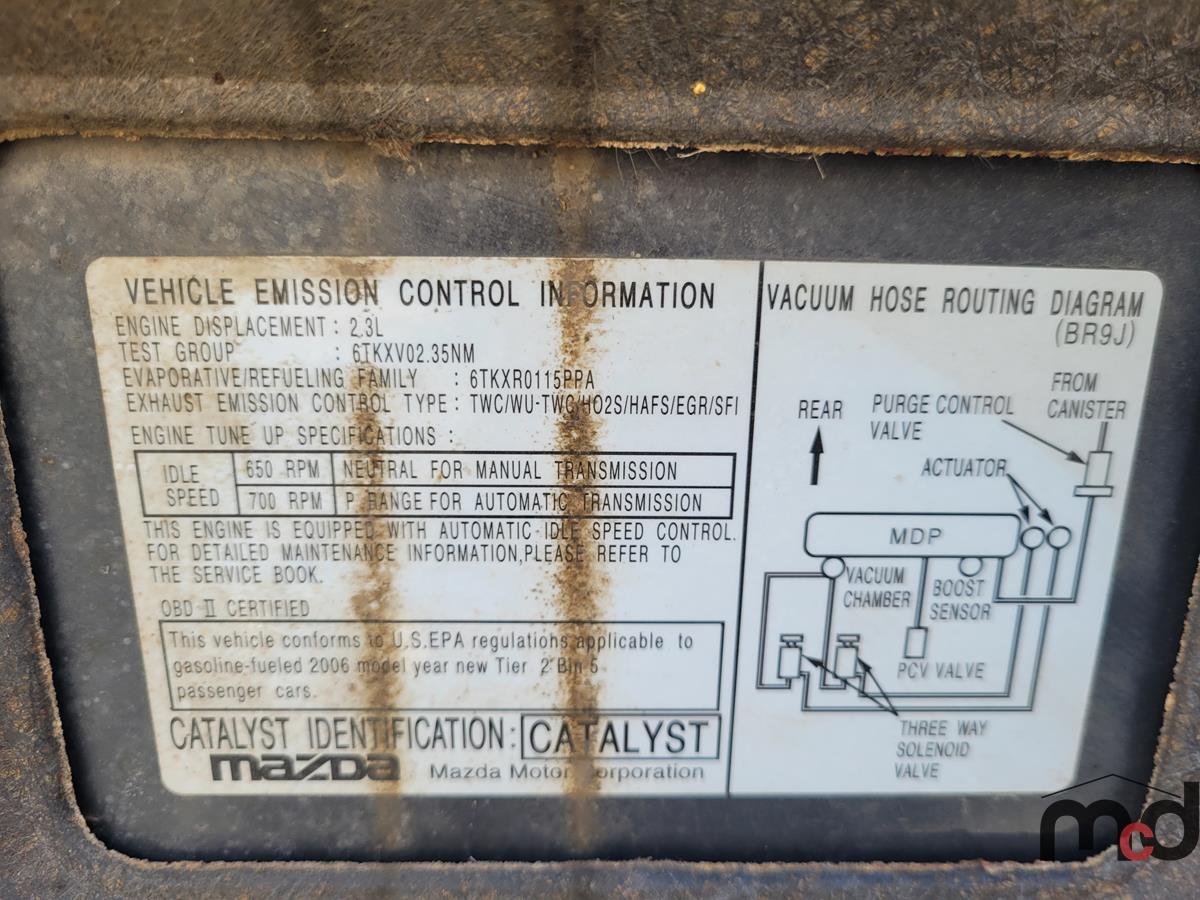 VEHICLE EMISSION CONTROL INFORMATION
ENGINE DISPLACEMENT : 2.3L
TEST GROUP : 6TKXV02.35NM
EVAPORATIVE/REFUELING FAMILY : 6TKXR0115PPA
EXHAUST EMISSION CONTROL TYPE : TWC/WU-TWC/HO2S/HAFS/EGR/SFI
ENGINE TUNE UP SPECIFICATIONS :
IDLE SPEED
650 RPM NEUTRAL FOR MANUAL TRANSMISSION
700 RPM P RANGE FOR AUTOMATIC TRANSMISSION
THIS ENGINE IS EQUIPPED WITH AUTOMATIC IDLE SPEED CONTROL.
FOR DETAILED MAINTENANCE INFORMATION,PLEASE REFER TO
THE SERVICE BOOK.
OBD II CERTIFIED
This vehicle conforms to U.S.EPA regulations applicable to
gasoline-fueled 2006 model year new Tier 2 Bin 5
passenger cars.
CATALYST IDENTIFICATION: CATALYST
mazda Mazda Motor Corporation
VACUUM HOSE ROUTING DIAGRAM
(BR9J)
FROM
CANISTER
REAR
PURGE CONTROL
VALVE
ACTUATOR
MDP
VACUUM
CHAMBER
BOOST
SENSOR
PCV VALVE
THREE WAY
SOLENOID
VALVE
mcd